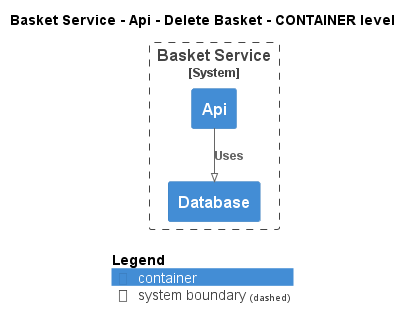 Basket Service - Api - Delete Basket - CONTAINER level
Basket Service
[System]
Api
Uses
Database
Legend
container
system boundary (dashed)